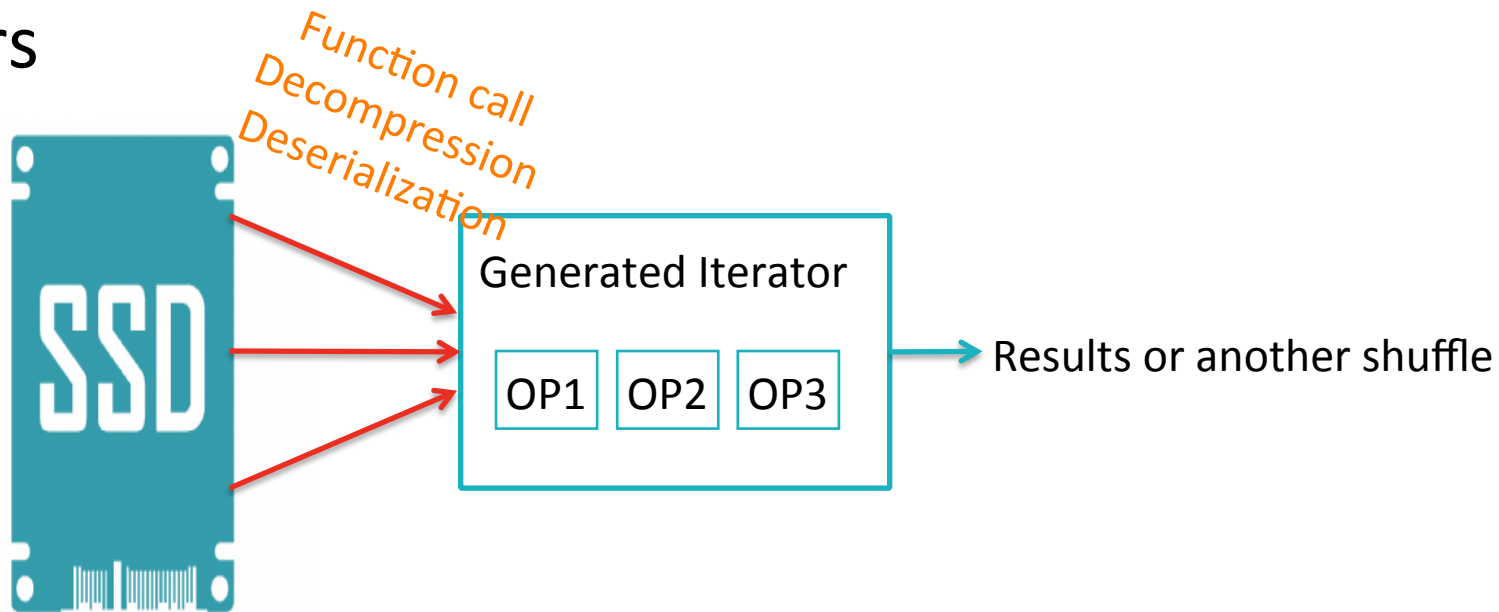 rs
Function call
Decompression
Deserialization
SSD
Generated Iterator
OP1 OP2 OP3
Results or another shuffle